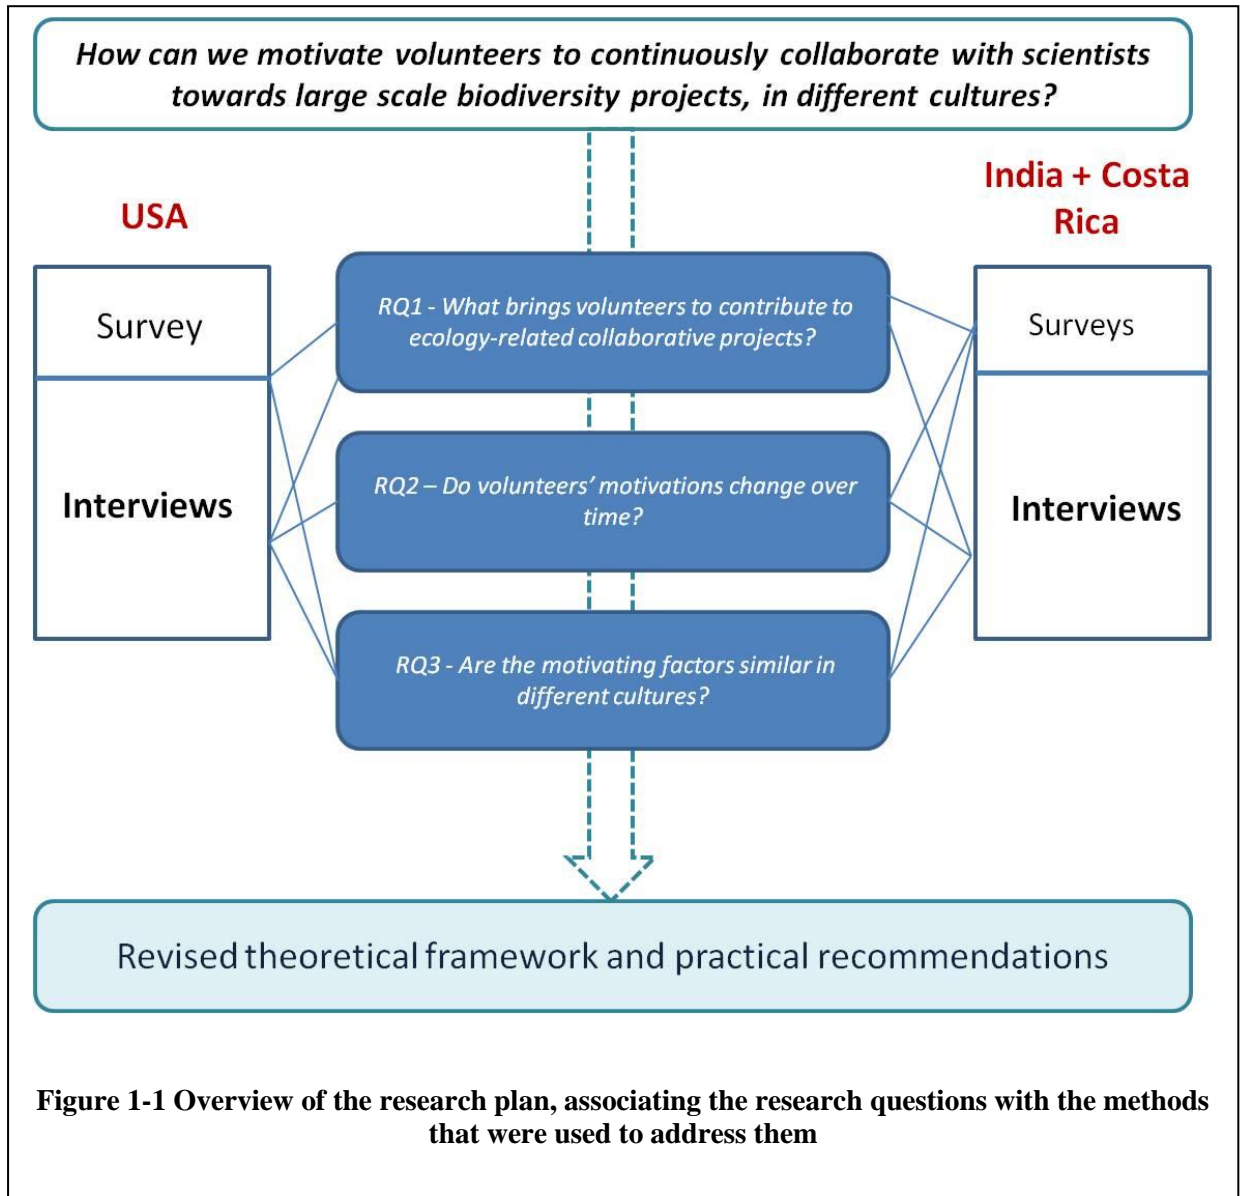 How can we motivate volunteers to continuously collaborate with scientists
towards large scale biodiversity projects, in different cultures?
USA
India + Costa
Rica
Survey
Interviews
RQ1 - What brings volunteers to contribute to
ecology-related collaborative projects?
RQ2 – Do volunteers’ motivations change over
time?
RQ3 - Are the motivating factors similar in
different cultures?
Surveys
Interviews
Revised theoretical framework and practical recommendations
Figure 1-1 Overview of the research plan, associating the research questions with the methods
that were used to address them